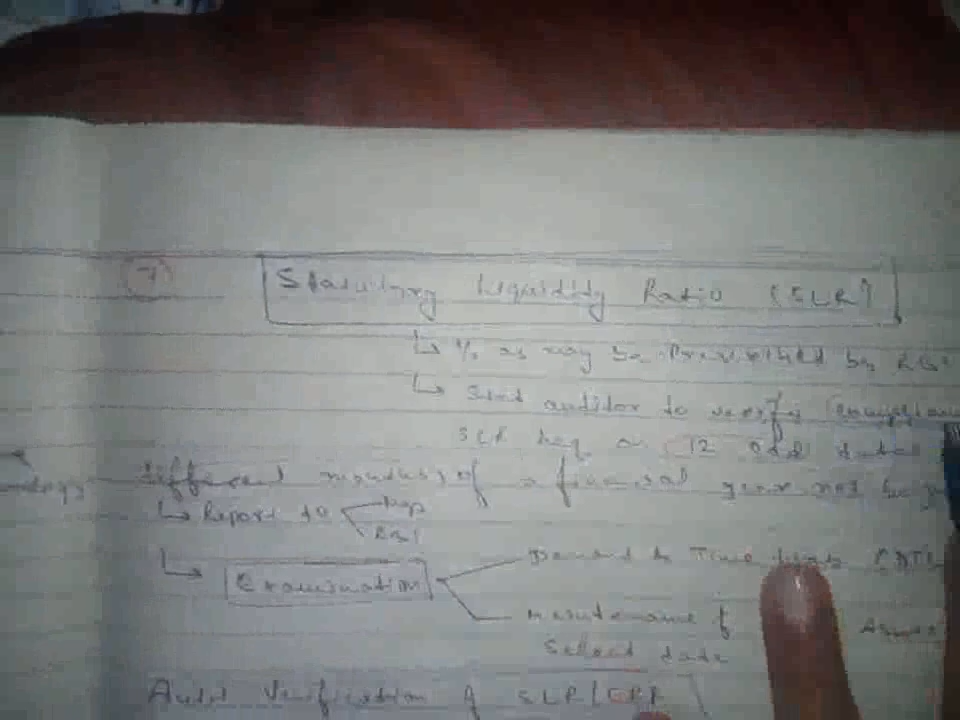 7)
Statutory Liquidity Ratio (SLR)
↳ % as may be Prescribed by RBI
↳ Stat auditor to verify
SLR req on 12 odd dates
different months of a financial year not
↳ Report to
RBI
↳ Examination
Demand & Time (DTL
maintenance of
Select date
Audit Verification of SLR/CRR